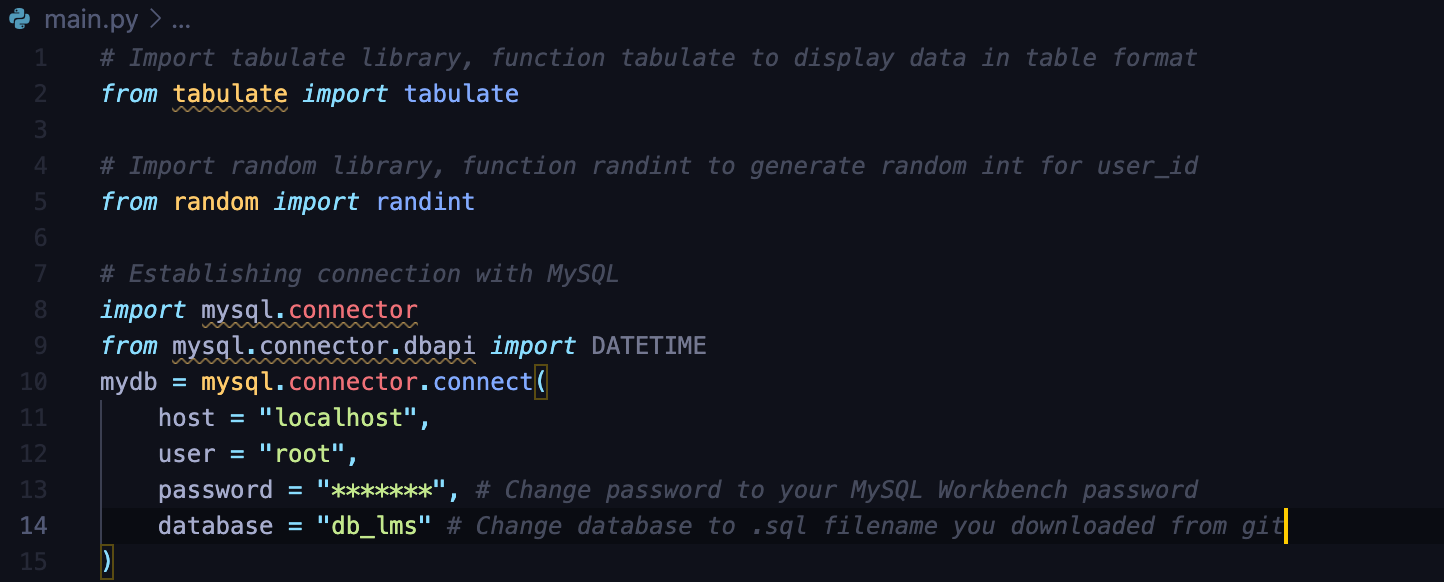 main.py > ...
1 # Import tabulate library, function tabulate to display data in table format
2 from tabulate import tabulate
3
4 # Import random library, function randint to generate random int for user_id
5 from random import randint
6
7 # Establishing connection with MySQL
8 import mysql.connector
9 from mysql.connector.dbapi import DATETIME
10 mydb = mysql.connector.connect(
11     host = "localhost",
12     user = "root",
13     password = "*******", # Change password to your MySQL Workbench password
14     database = "db_lms" # Change database to .sql filename you downloaded from git
15 )